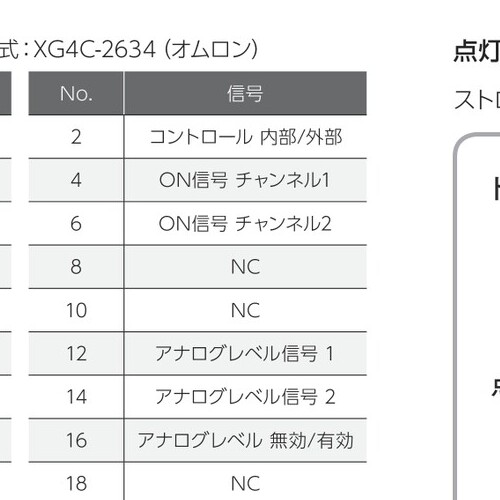 式：XG4C-2634（オムロン）
No. 信号
2 コントロール 内部/外部
4 ON信号 チャンネル1
6 ON信号 チャンネル2
8 NC
10 NC
12 アナログレベル信号 1
14 アナログレベル信号 2
16 アナログレベル 無効/有効
18 NC
点灯
スト